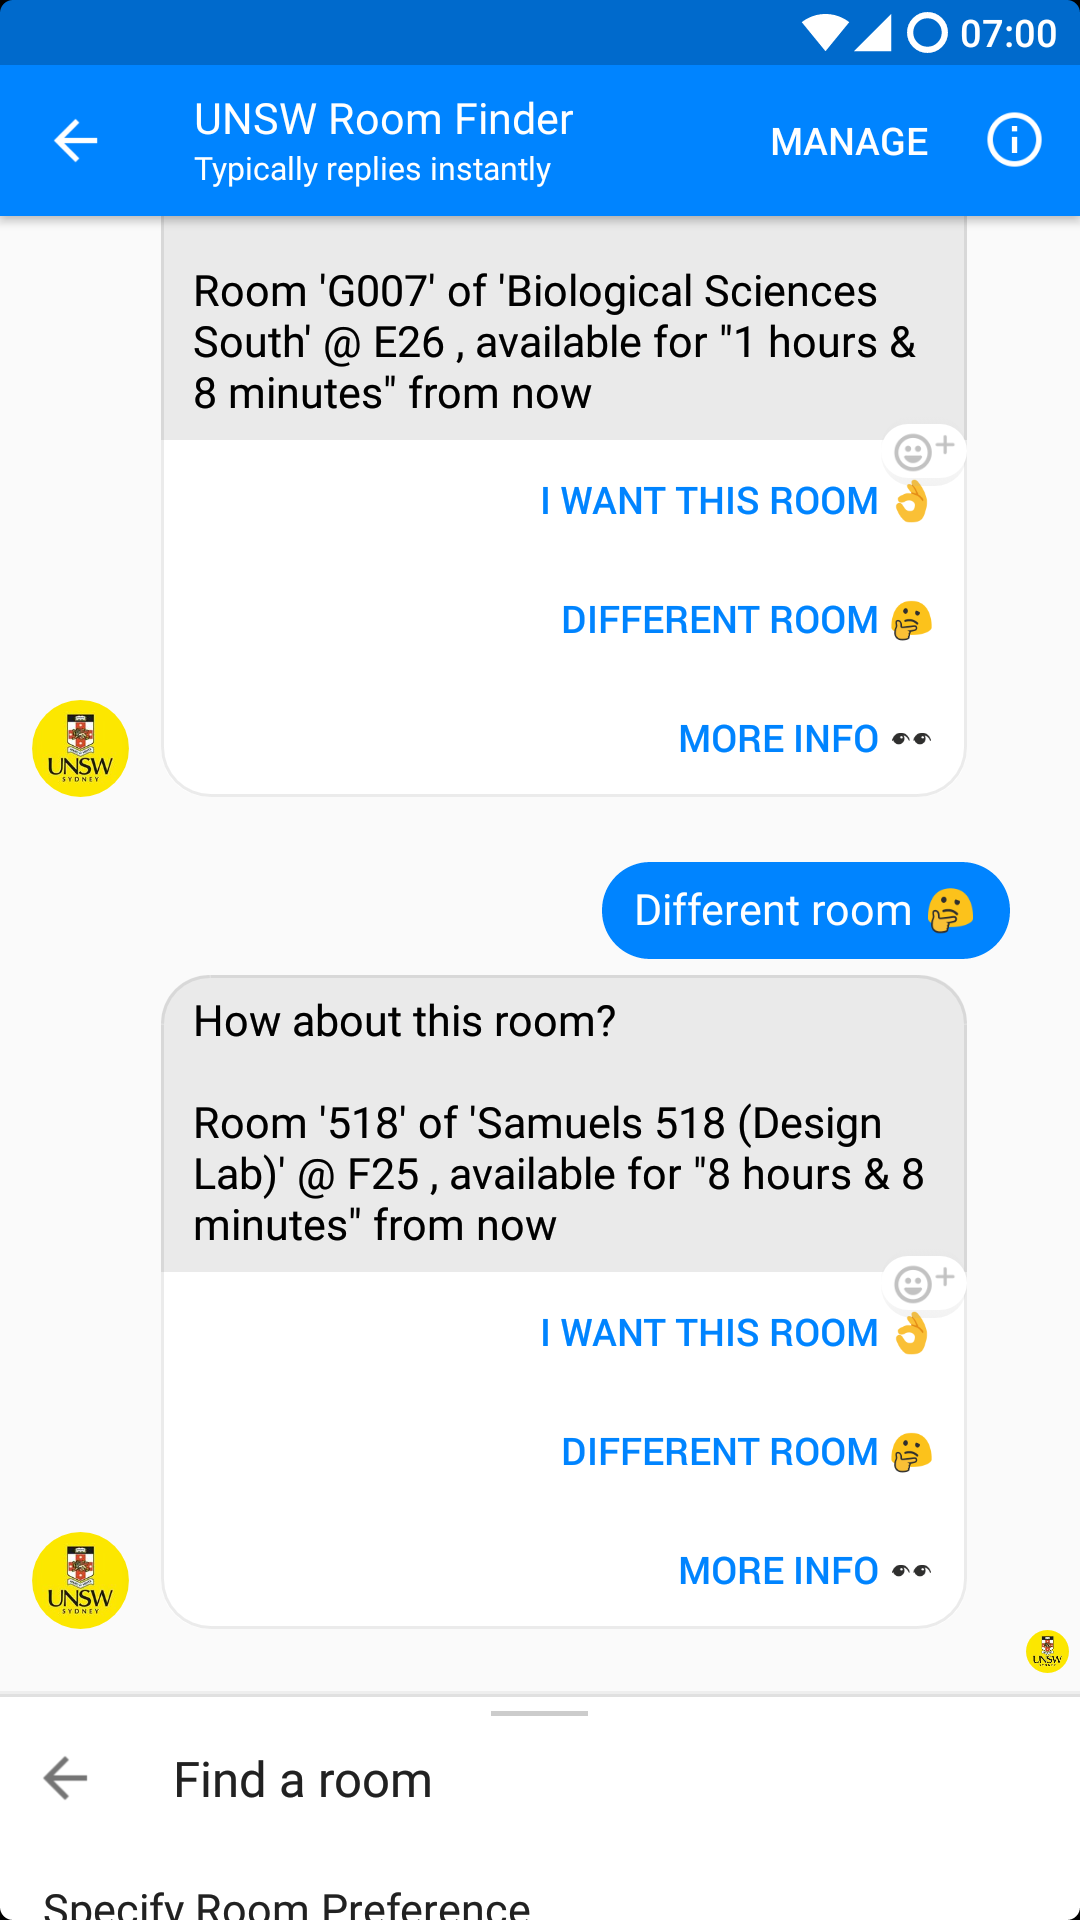 07:00
UNSW Room Finder
Typically replies instantly
MANAGE
Room 'G007' of 'Biological Sciences
South' @ E26 , available for "1 hours &
8 minutes" from now
I WANT THIS ROOM 👌
DIFFERENT ROOM 🤔
MORE INFO 👀
UNSW
SYDNEY
Different room 🤔
How about this room?
Room '518' of 'Samuels 518 (Design
Lab)' @ F25 , available for "8 hours & 8
minutes" from now
I WANT THIS ROOM 👌
DIFFERENT ROOM 🤔
MORE INFO 👀
UNSW
SYDNEY
UNSW
Find a room
Specify Room Preference